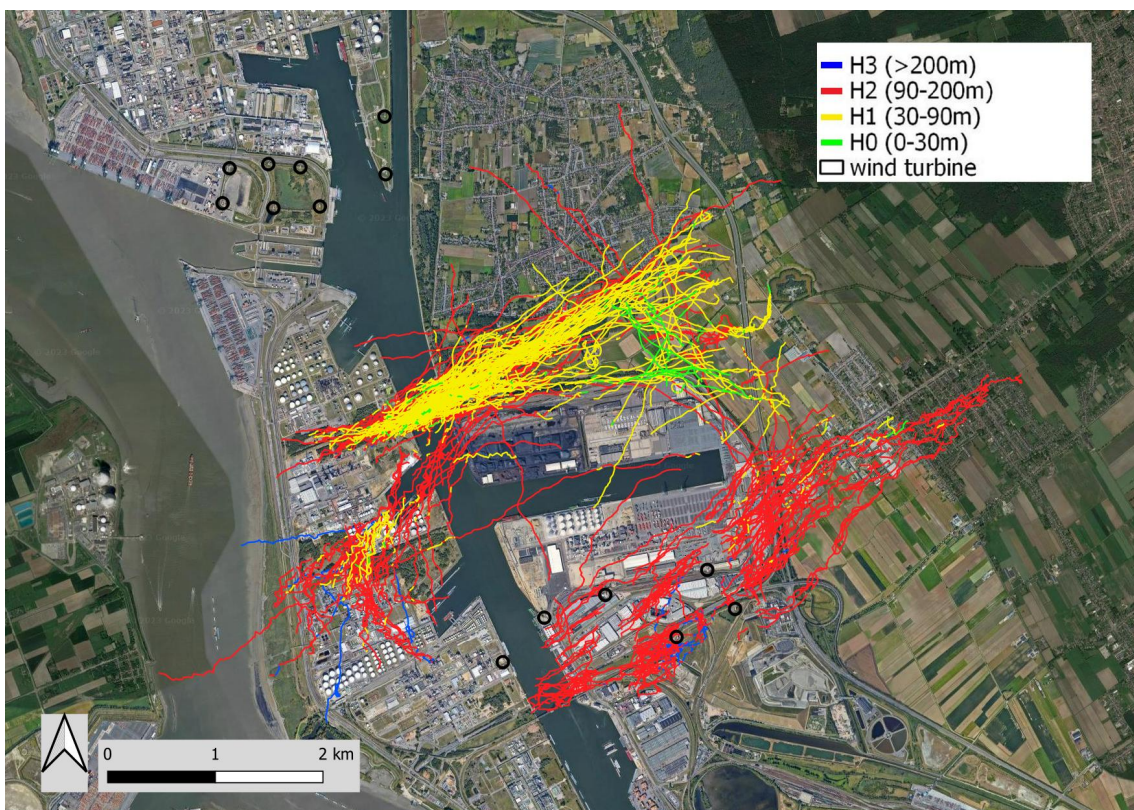 H3 (>200m)
H2 (90-200m)
H1 (30-90m)
H0 (0-30m)
wind turbine
0 1 2 km